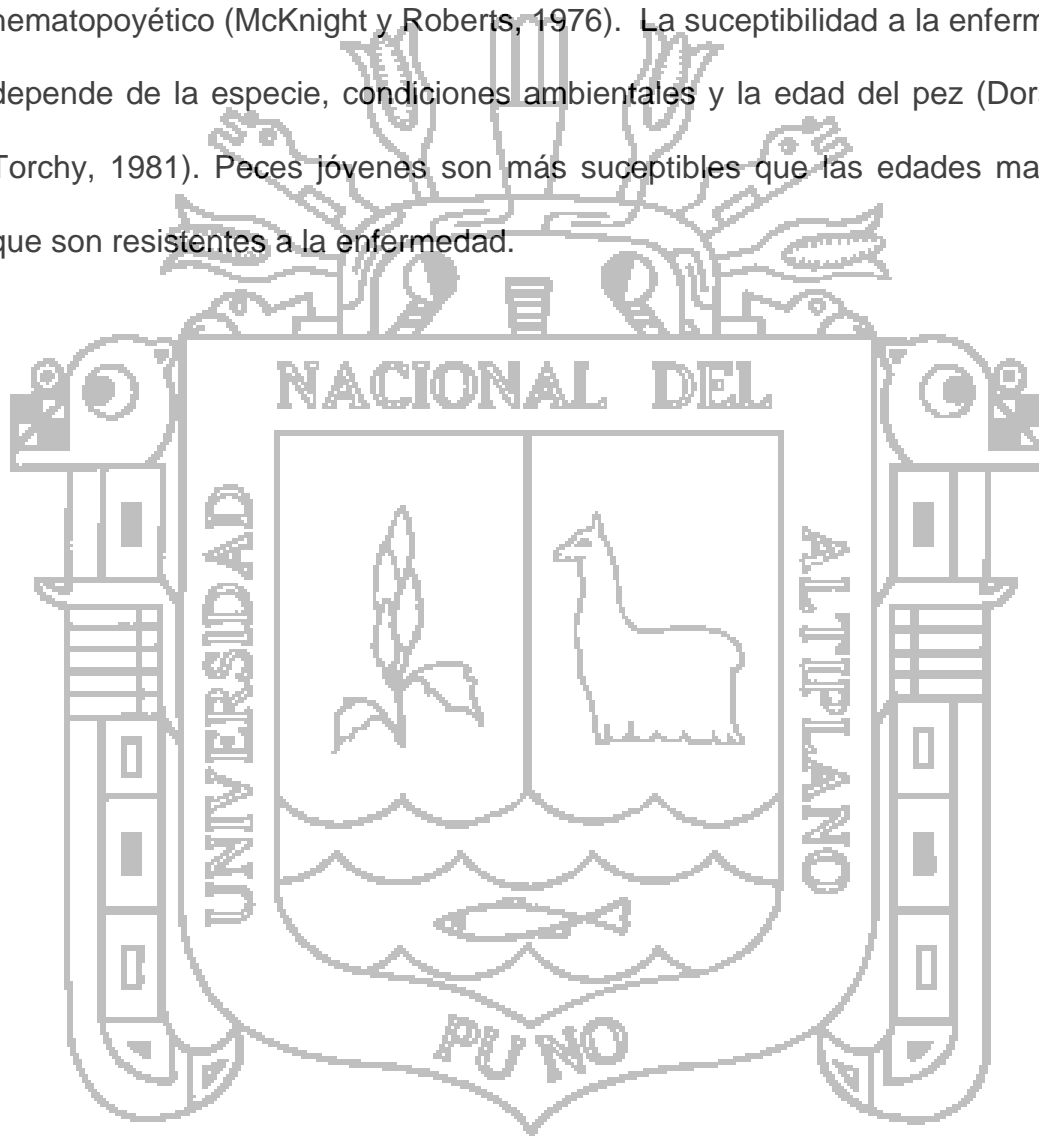 hematopoyético (McKnight y Roberts, 1976). La suceptibilidad a la enferm
depende de la especie, condiciones ambientales y la edad del pez (Dor
Torchy, 1981). Peces jóvenes son más suceptibles que las edades ma
que son resistentes a la enfermedad.
NACIONAL DEL
UNIVERSIDAD
ALTIPLANO
PUNO